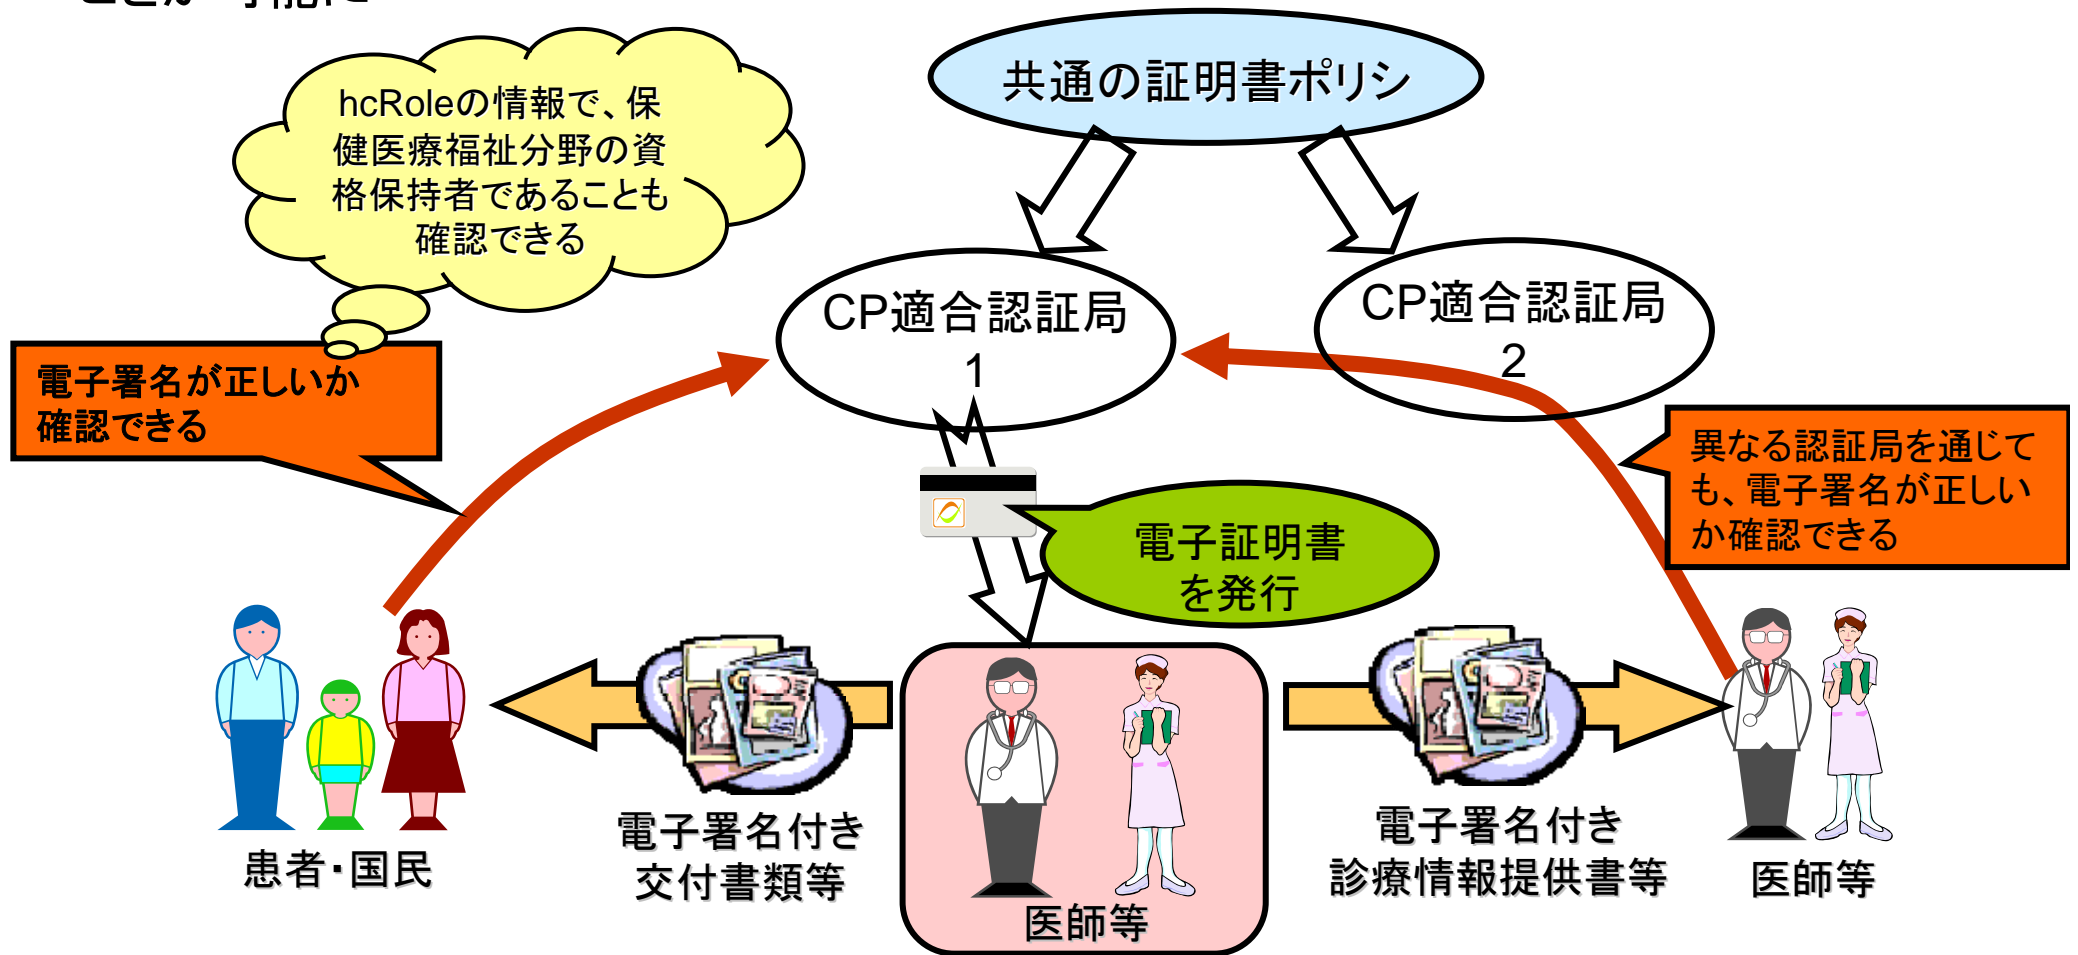 hcRoleの情報で、保
健医療福祉分野の資
格保持者であることも
確認できる
共通の証明書ポリシ
CP適合認証局
1
CP適合認証局
2
電子署名が正しいか
確認できる
異なる認証局を通じて
も、電子署名が正しい
か確認できる
電子証明書
を発行
患者・国民
電子署名付き
交付書類等
医師等
電子署名付き
診療情報提供書等
医師等